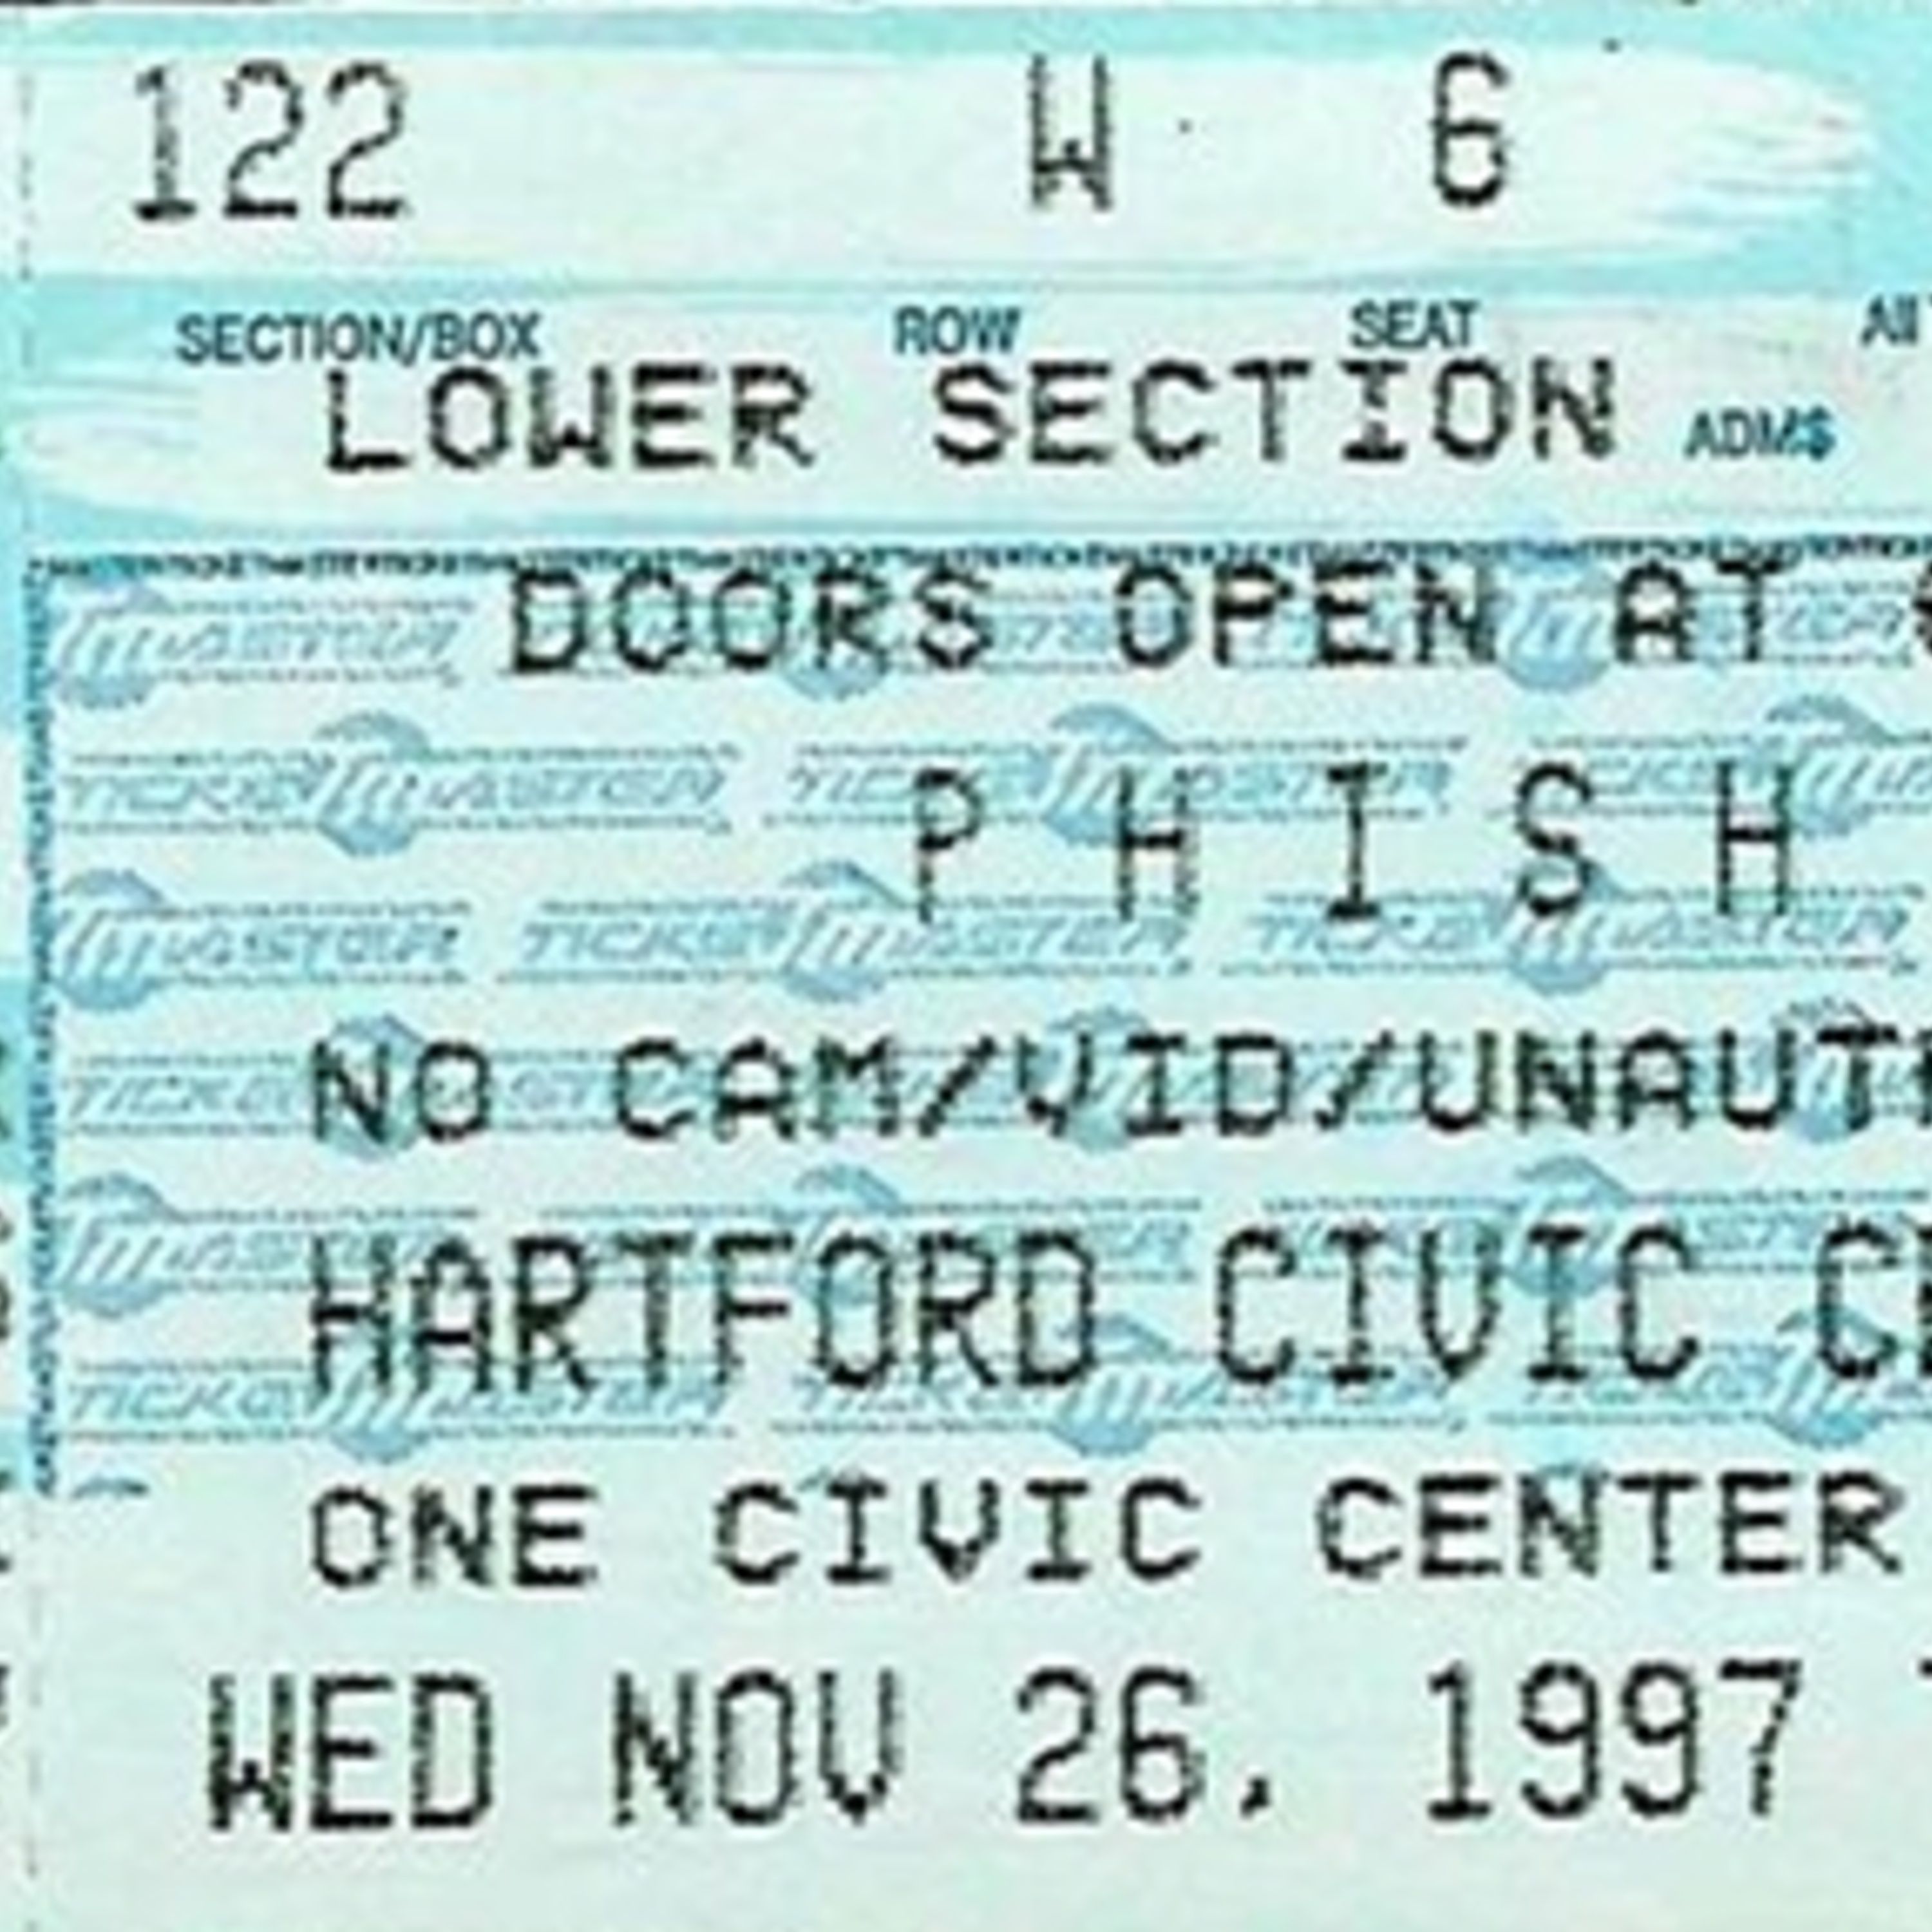 122 W 6
SECTION/BOX ROW SEAT All
LOWER SECTION ADM$
DOORS OPEN AT
P H I S H
NO CAM/VID/UNAUT
HARTFORD CIVIC
ONE CIVIC CENTER
WED NOV 26, 1997